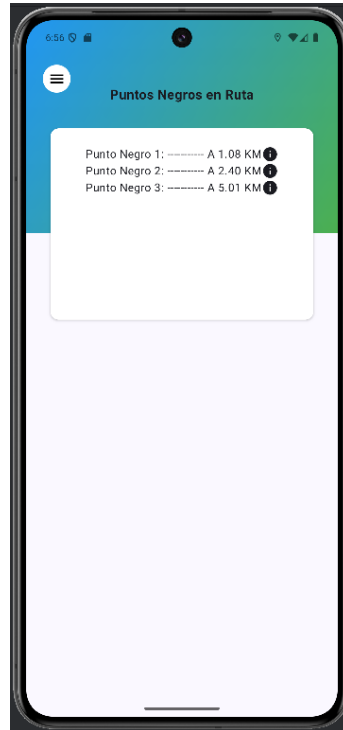 6:56
Puntos Negros en Ruta
Punto Negro 1: ----------- A 1.08 KM
Punto Negro 2: ----------- A 2.40 KM
Punto Negro 3: ----------- A 5.01 KM